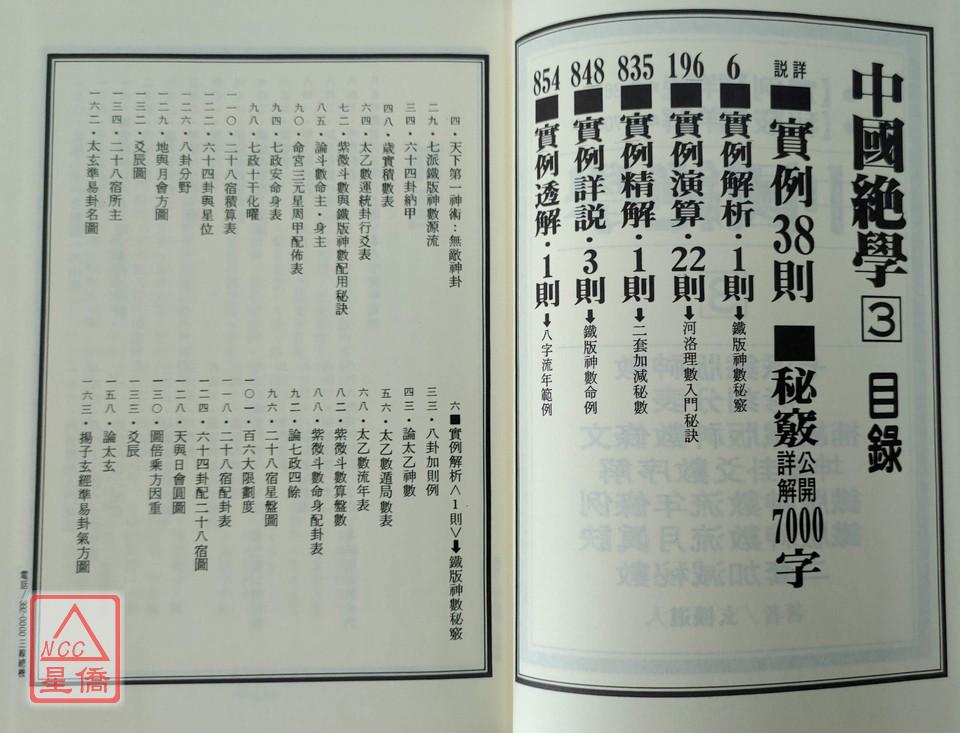 中國絶學 3 目錄
詳説■實例38則■秘竅公開詳解7000字
6■實例解析·1則➡鐵版神數秘竅
196■實例演算·22則➡河洛理數入門秘訣
835■實例精解·1則➡二套加減秘數
848■實例詳説·3則➡鐵版神數命例
854■實例透解·1則➡八字流年範例
四·天下第一神術：無敵神卦
二九·七派鐵版神數源流
三四·六十四卦納甲
四八·歲實積數表
六四·太乙數運統卦行爻表
七二·紫微斗數與鐵版神數配用秘訣
八五·論斗數命主·身主
九〇·命宮三元星周甲配佈表
九四·七政安命身表
九八·七政十干化曜
一一〇·二十八宿積算表
一二二·六十四卦與星位
一二六·八卦分野
一二九·地與月會方圖
一三二·爻辰圖
一三四·二十八宿所主
一六二·太玄準易卦名圖
六■實例解析〈1則〉➡鐵版神數秘竅
三三·八卦加則例
四三·論太乙神數
五六·太乙數遁局數表
六八·太乙數流年表
八二·紫微斗數算盤數
八八·紫微斗數命身配卦表
九二·論七政四餘
九六·二十八宿星盤圖
一〇一·百六大限劃度
一一八·二十八宿配卦表
一二四·六十四卦配二十八宿圖
一二八·天與日會圓圖
一三〇·圖倍乘方因重
一三三·爻辰
一五八·論太玄
一六三·揚子玄經準易卦氣方圖
NCC
星僑